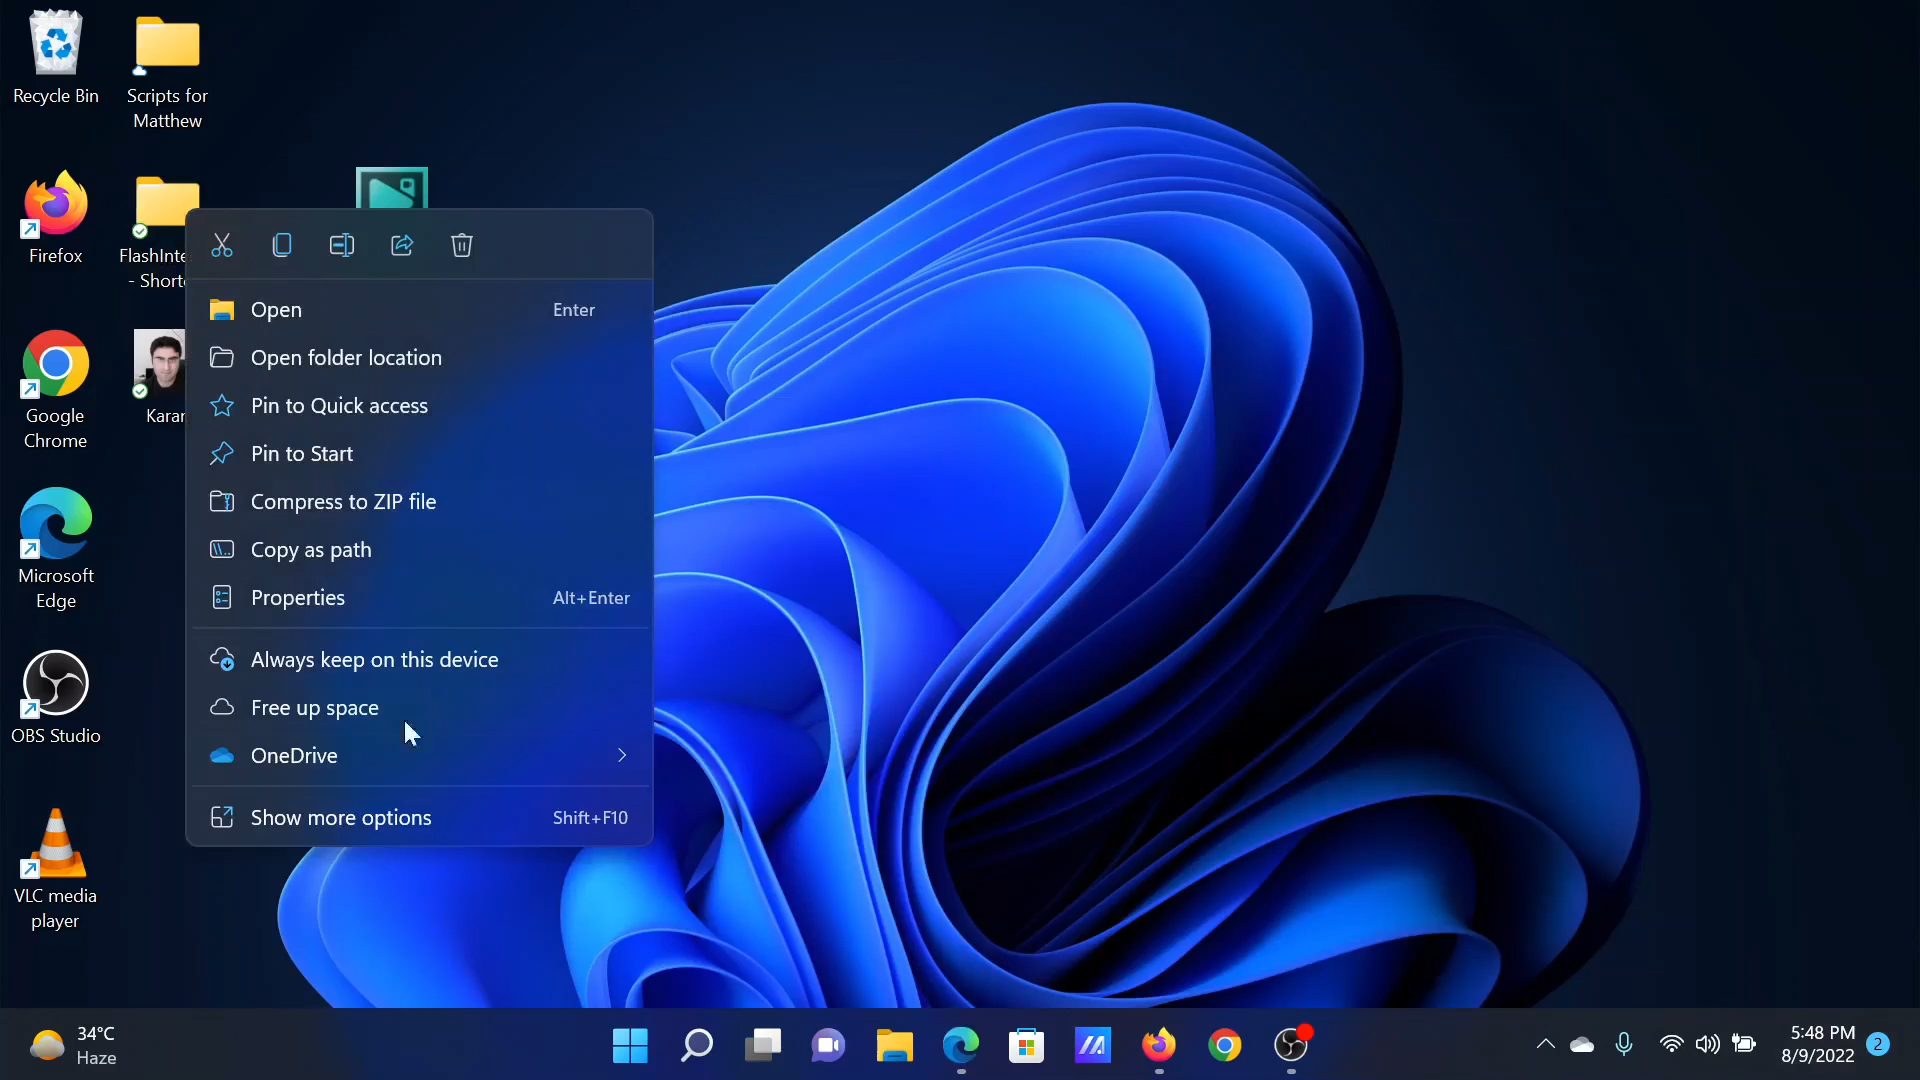 Recycle Bin
Scripts for
Matthew
Firefox
FlashInte
- Shortc
Google
Chrome
Karan
Microsoft
Edge
OBS Studio
VLC media
player
Open Enter
Open folder location
Pin to Quick access
Pin to Start
Compress to ZIP file
Copy as path
Properties Alt+Enter
Always keep on this device
Free up space
OneDrive
Show more options Shift+F10
34°C
Haze
5:48 PM
8/9/2022
2